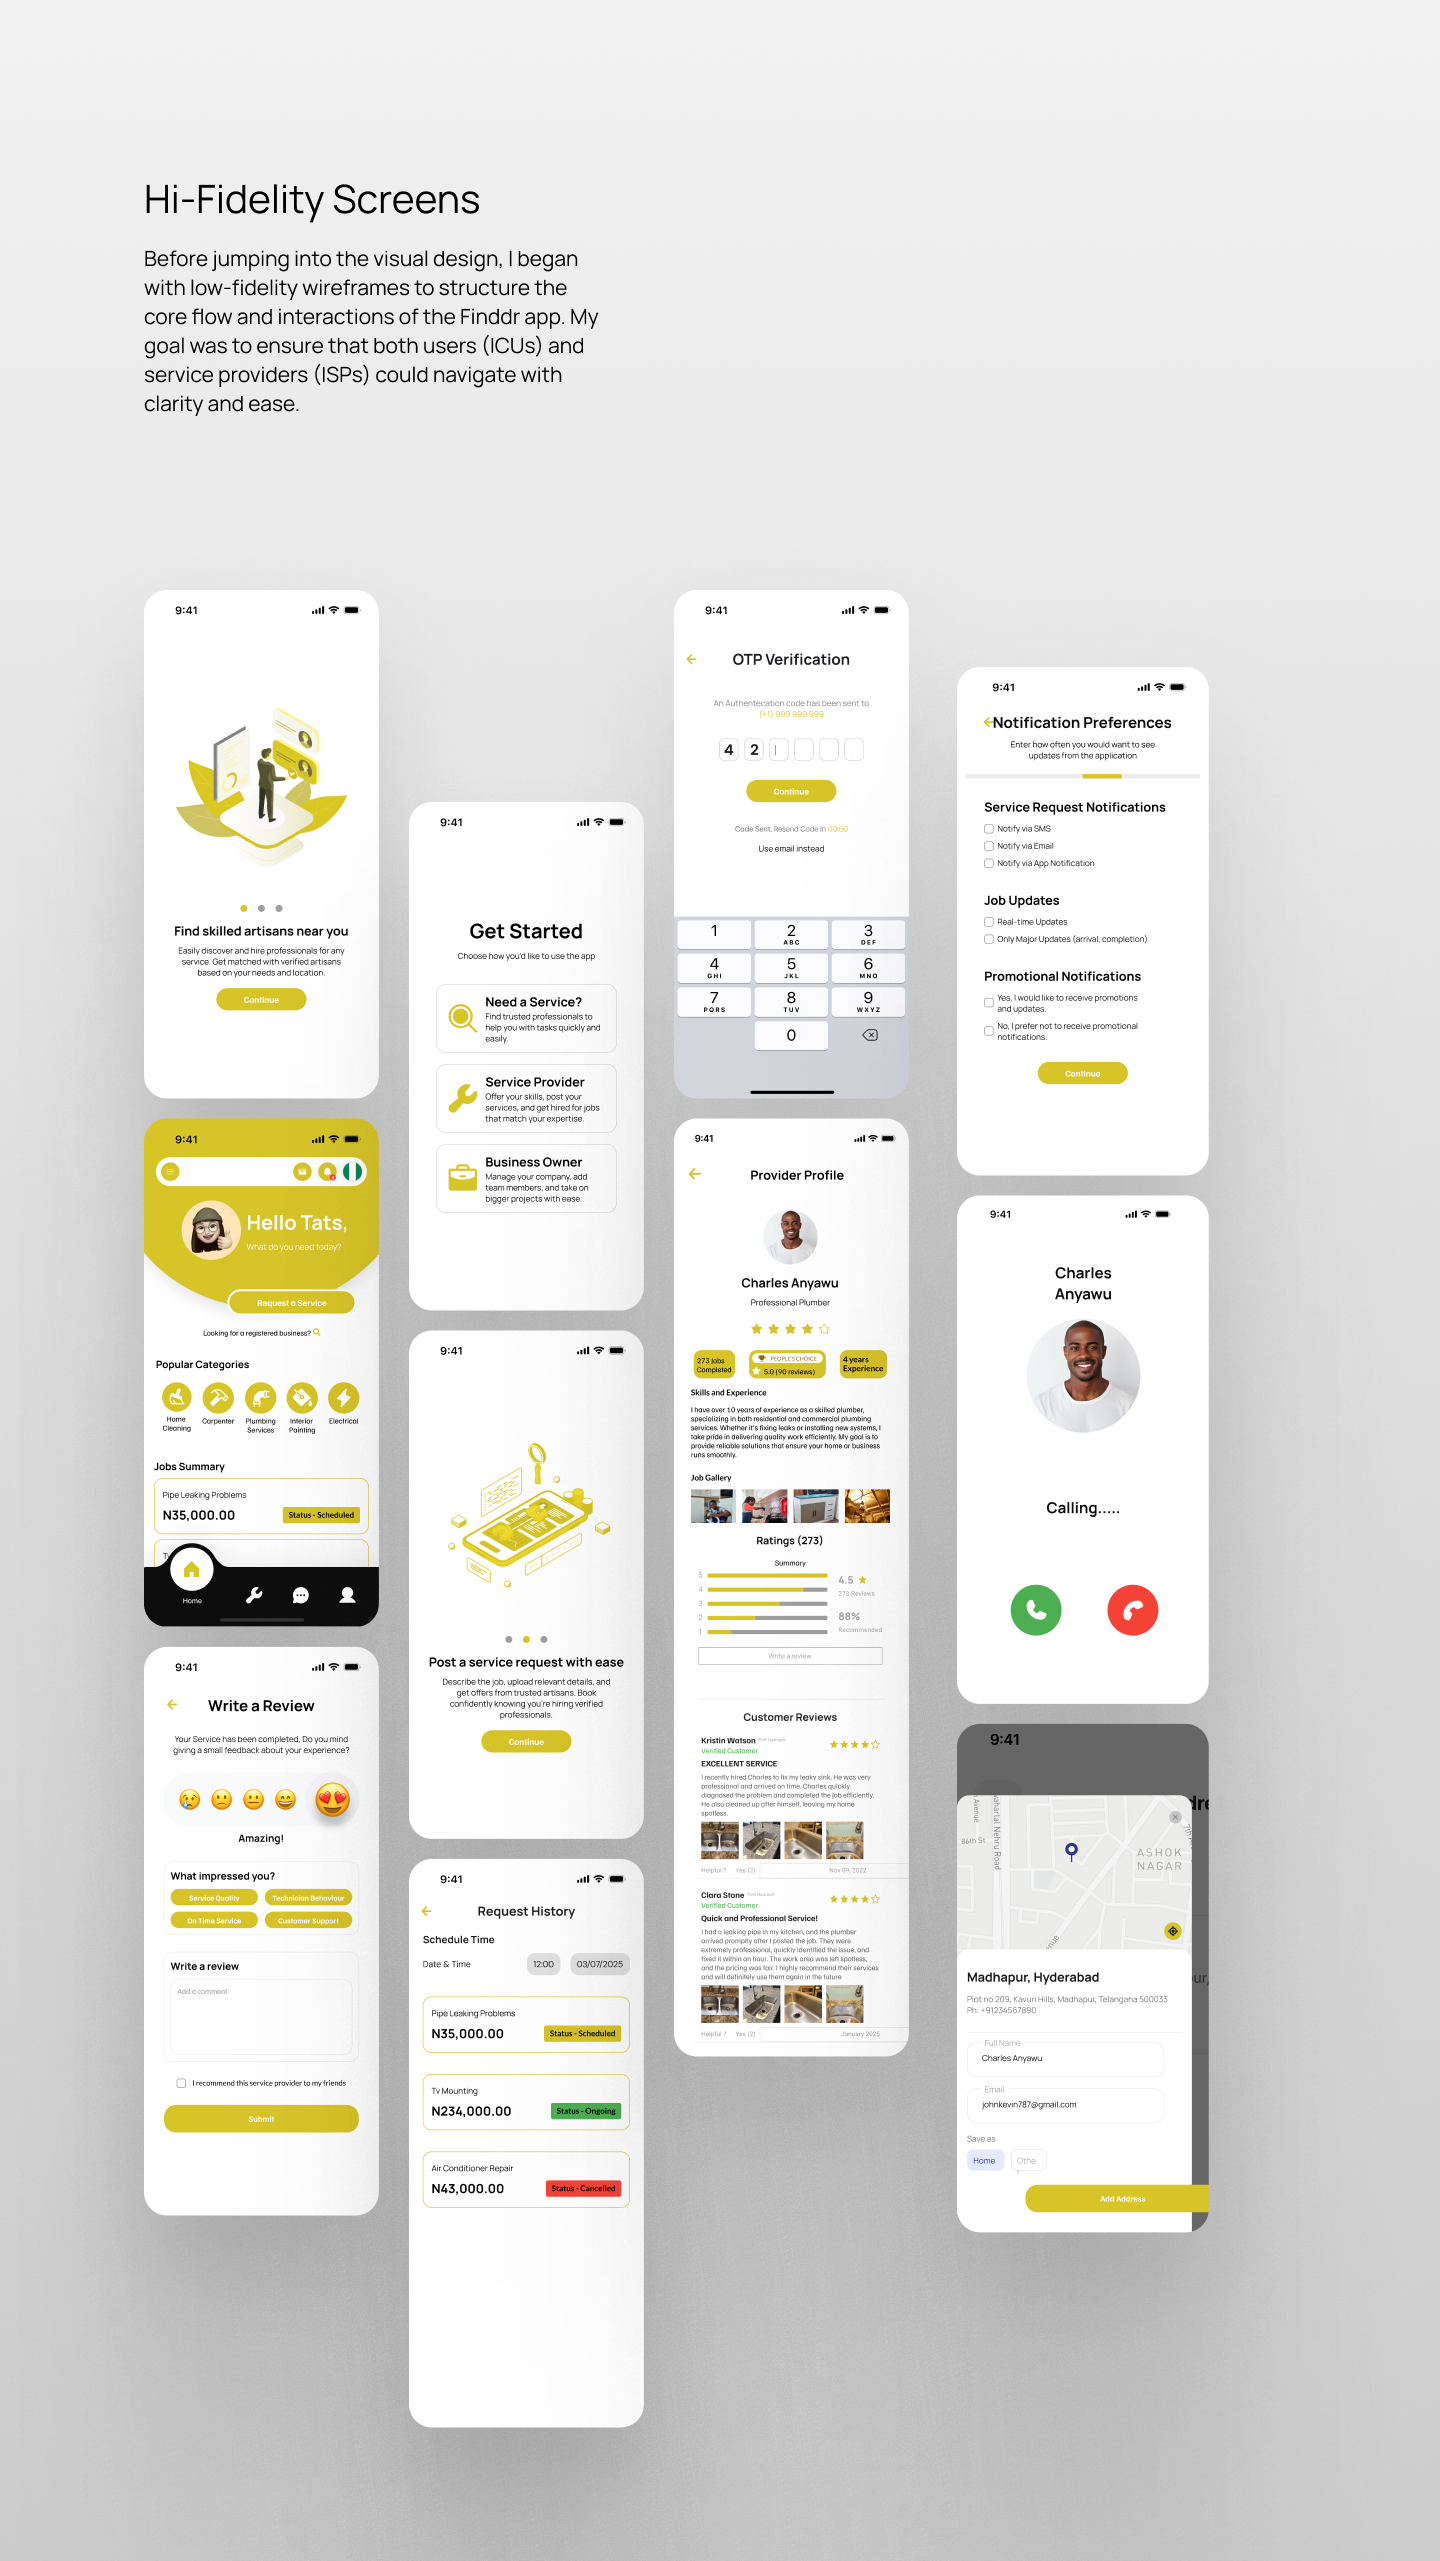 Hi-Fidelity Screens
Before jumping into the visual design, I began
with low-fidelity wireframes to structure the
core flow and interactions of the Finddr app. My
goal was to ensure that both users (ICUs) and
service providers (ISPs) could navigate with
clarity and ease.
9:41
Find skilled artisans near you
Easily discover and hire professionals for any
service. Get matched with verified artisans
based on your needs and location.
Continue
9:41
Hello Tats,
What do you need today?
Request a Service
Looking for a registered business?
Popular Categories
Home
Cleaning
Carpenter
Plumbing
Services
Interior
Painting
Electrical
Jobs Summary
Pipe Leaking Problems
N35,000.00
Status - Scheduled
Home
9:41
Write a Review
Your Service has been completed, Do you mind
giving a small feedback about your experience?
Amazing!
What impressed you?
Service Quality
Technician Behaviour
On Time Service
Customer Support
Write a review
Add a comment
I recommend this service provider to my friends
Submit
9:41
Get Started
Choose how you'd like to use the app
Need a Service?
Find trusted professionals to
help you with tasks quickly and
easily.
Service Provider
Offer your skills, post your
services, and get hired for jobs
that match your expertise.
Business Owner
Manage your company, add
team members, and take on
bigger projects with ease.
9:41
Post a service request with ease
Describe the job, upload relevant details, and
get offers from trusted artisans. Book
confidently knowing you're hiring verified
professionals.
Continue
9:41
Request History
Schedule Time
Date & Time
12:00
03/07/2025
Pipe Leaking Problems
N35,000.00
Status - Scheduled
Tv Mounting
N234,000.00
Status - Ongoing
Air Conditioner Repair
N43,000.00
Status - Cancelled
9:41
OTP Verification
An Authentecation code has been sent to
(+1) 999 999 999
4 2
Continue
Code Sent. Resend Code in 00:50
Use email instead
1
2
ABC
3
DEF
4
GHI
5
JKL
6
MNO
7
PQRS
8
TUV
9
WXYZ
0
9:41
Provider Profile
Charles Anyawu
Professional Plumber
273 Jobs
Completed
PEOPLE'S CHOICE
5.0 (90 reviews)
4 years
Experience
Skills and Experience
I have over 10 years of experience as a skilled plumber,
specializing in both residential and commercial plumbing
services. Whether it's fixing leaks or installing new systems, I
take pride in delivering quality work efficiently. My goal is to
provide reliable solutions that ensure your home or business
runs smoothly.
Job Gallery
Ratings (273)
Summary
5
4
3
2
1
4.5
273 Reviews
88%
Recommended
Write a review
Customer Reviews
Kristin Watson
Verified Customer
EXCELLENT SERVICE
I recently hired Charles to fix my leaky sink. He was very
professional and arrived on time. Charles quickly
diagnosed the problem and completed the job efficiently.
He also cleaned up after himself, leaving my home
spotless.
Helpful ?
Yes (2)
Nov 09, 2022
Clara Stone
Verified Customer
Quick and Professional Service!
I had a leaking pipe in my kitchen, and the plumber
arrived promptly after I posted the job. They were
extremely professional, quickly identified the issue, and
fixed it within an hour. The work area was left spotless,
and the pricing was fair. I highly recommend their services
and will definitely use them again in the future
Helpful ?
Yes (2)
January 2025
9:41
Notification Preferences
Enter how often you would want to see
updates from the application
Service Request Notifications
Notify via SMS
Notify via Email
Notify via App Notification
Job Updates
Real-time Updates
Only Major Updates (arrival, completion)
Promotional Notifications
Yes, I would like to receive promotions
and updates.
No, I prefer not to receive promotional
notifications.
Continue
9:41
Charles
Anyawu
Calling.....
9:41
Avenue
Nehru Road
86th St
ASHOK
NAGAR
Madhapur, Hyderabad
Plot no.209, Kavuri Hills, Madhapur, Telangana 500033
Ph: +91234567890
Full Name
Charles Anyawu
Email
johnkevin787@gmail.com
Save as
Home
Othe
r
Add Address